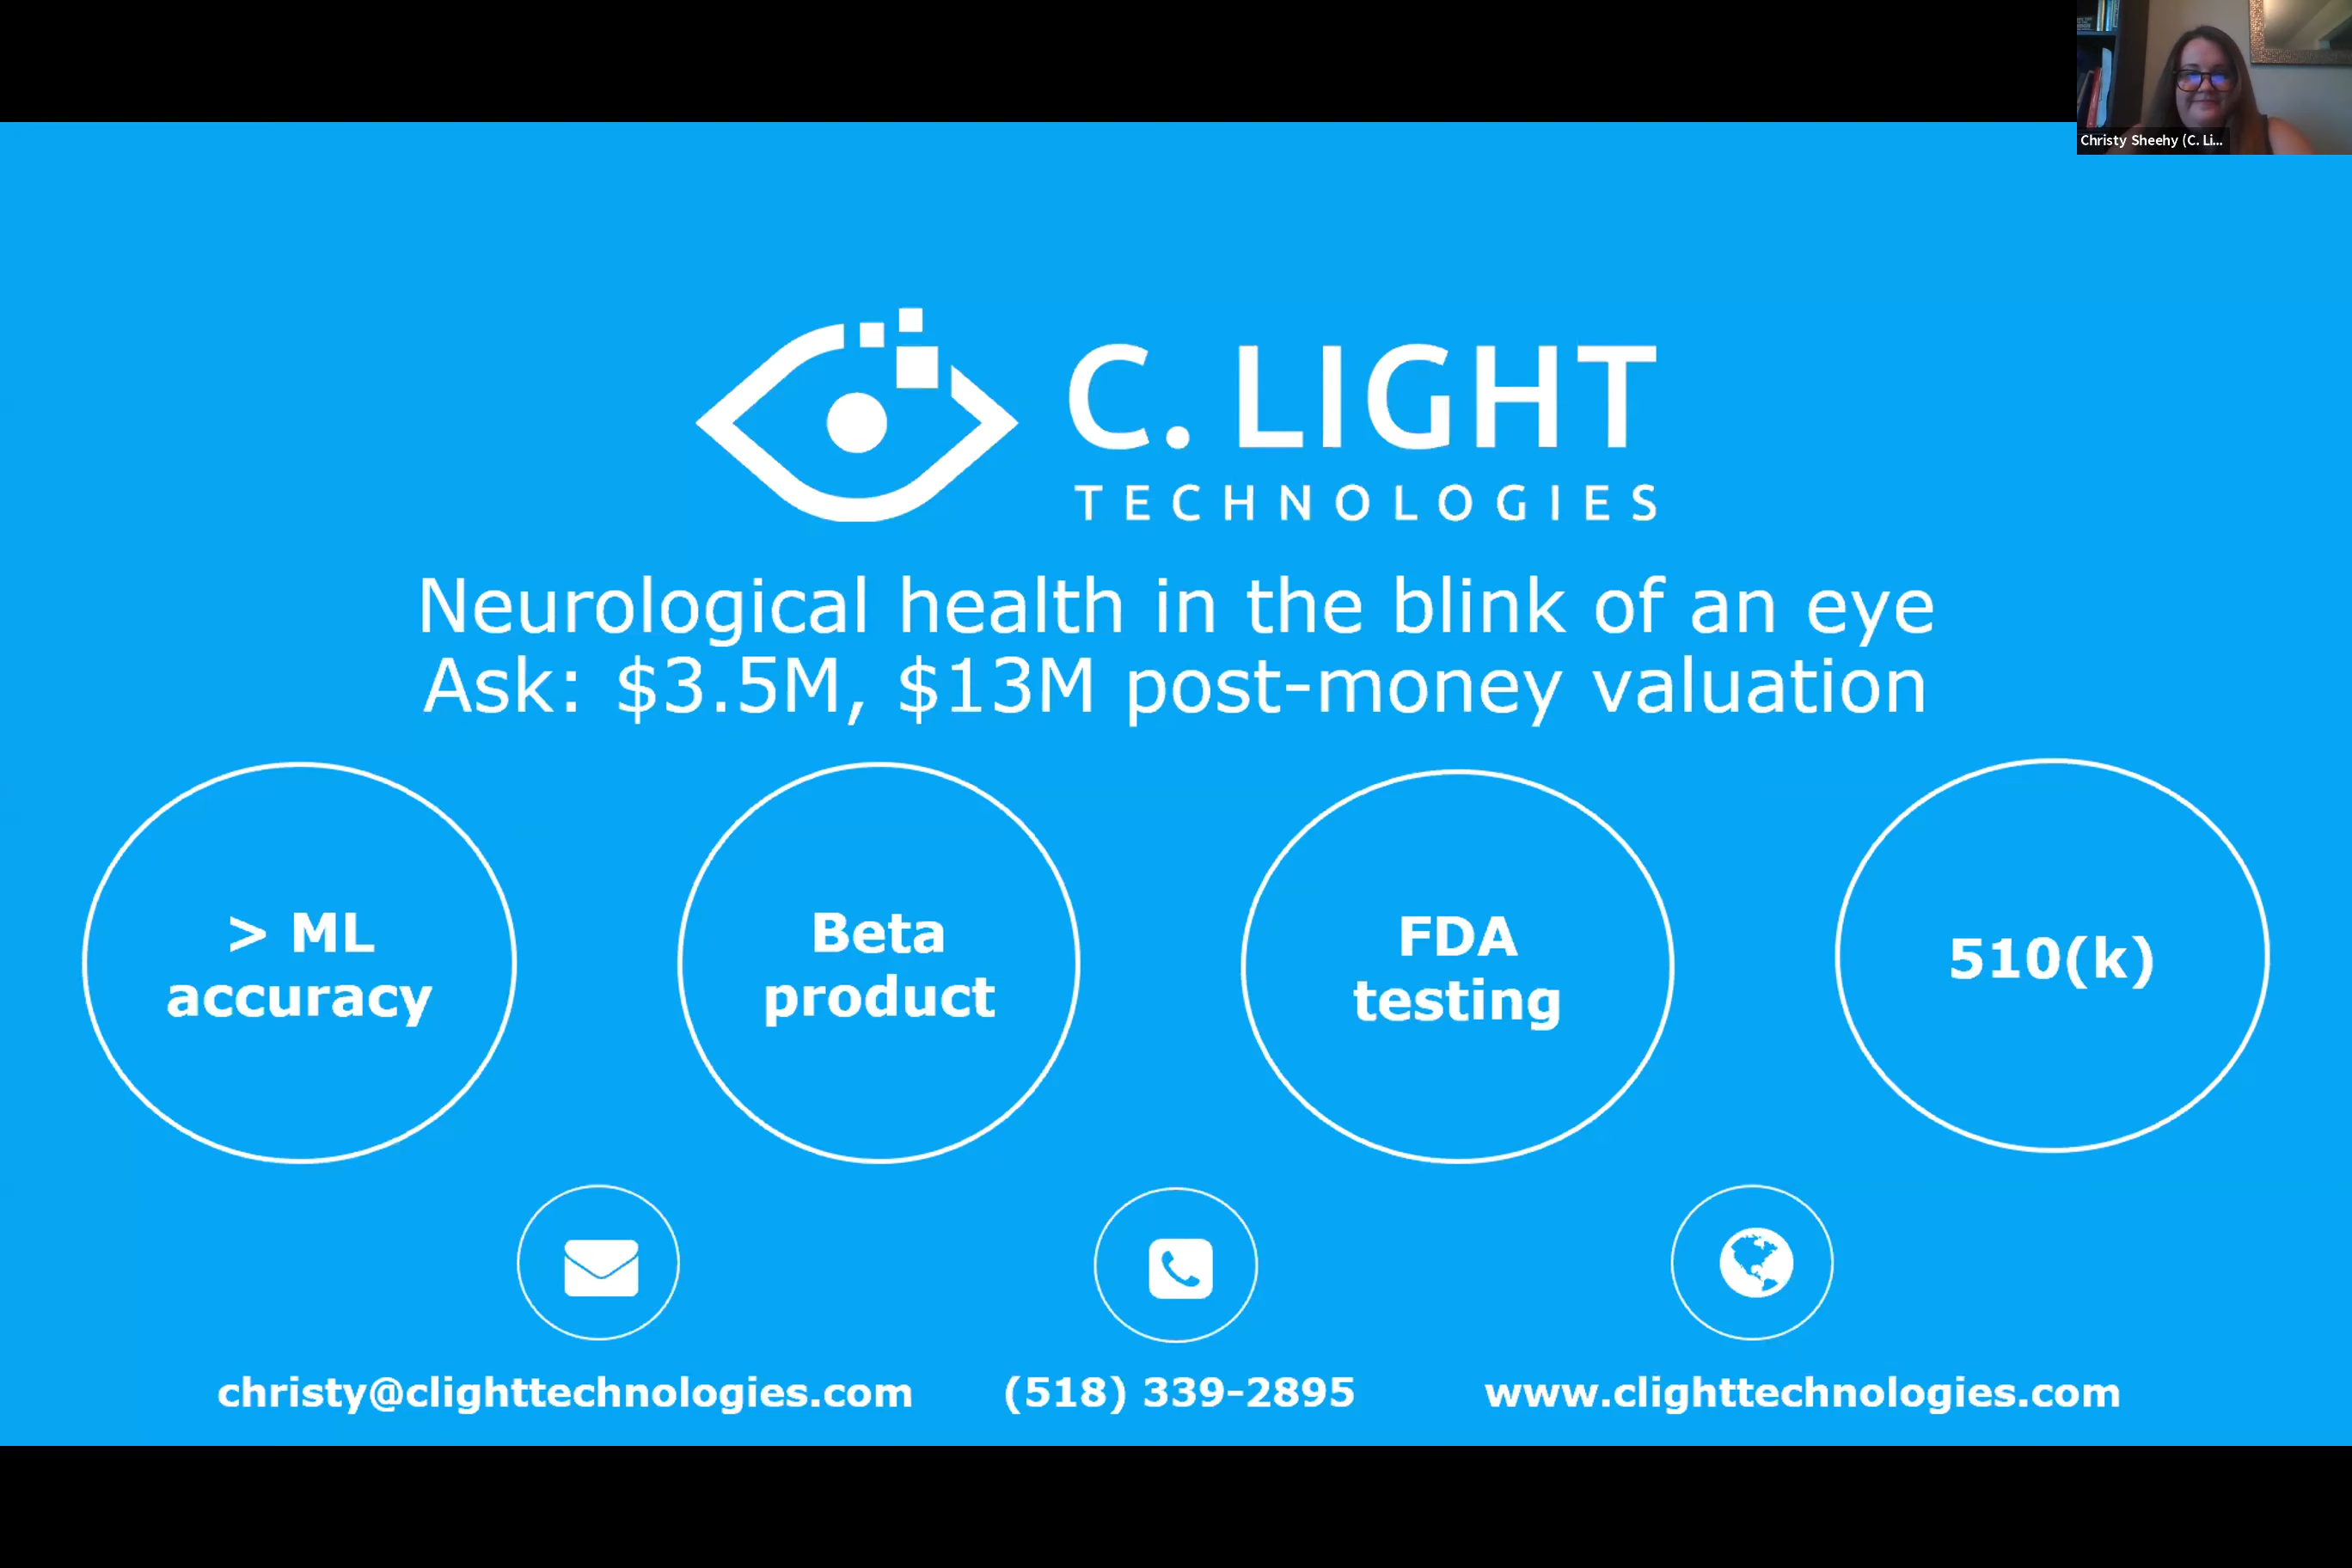 Christy Sheehy (C. Li...
C. LIGHT
TECHNOLOGIES
Neurological health in the blink of an eye
Ask: $3.5M, $13M post-money valuation
> ML
accuracy
Beta
product
FDA
testing
510(k)
christy@clighttechnologies.com
(518) 339-2895
www.clighttechnologies.com